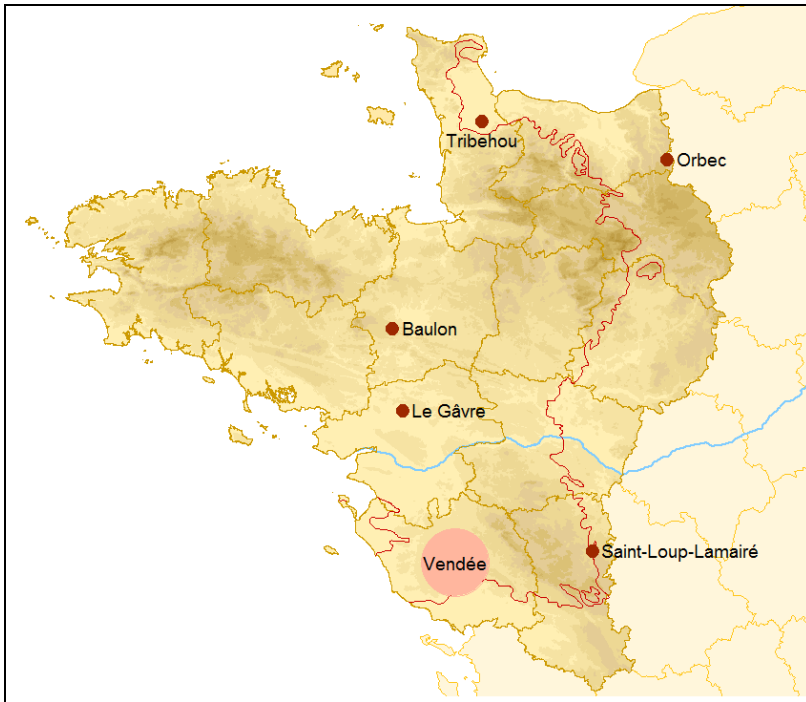 Tribehou
Orbec
Baulon
Le Gâvre
Saint-Loup-Lamairé
Vendée